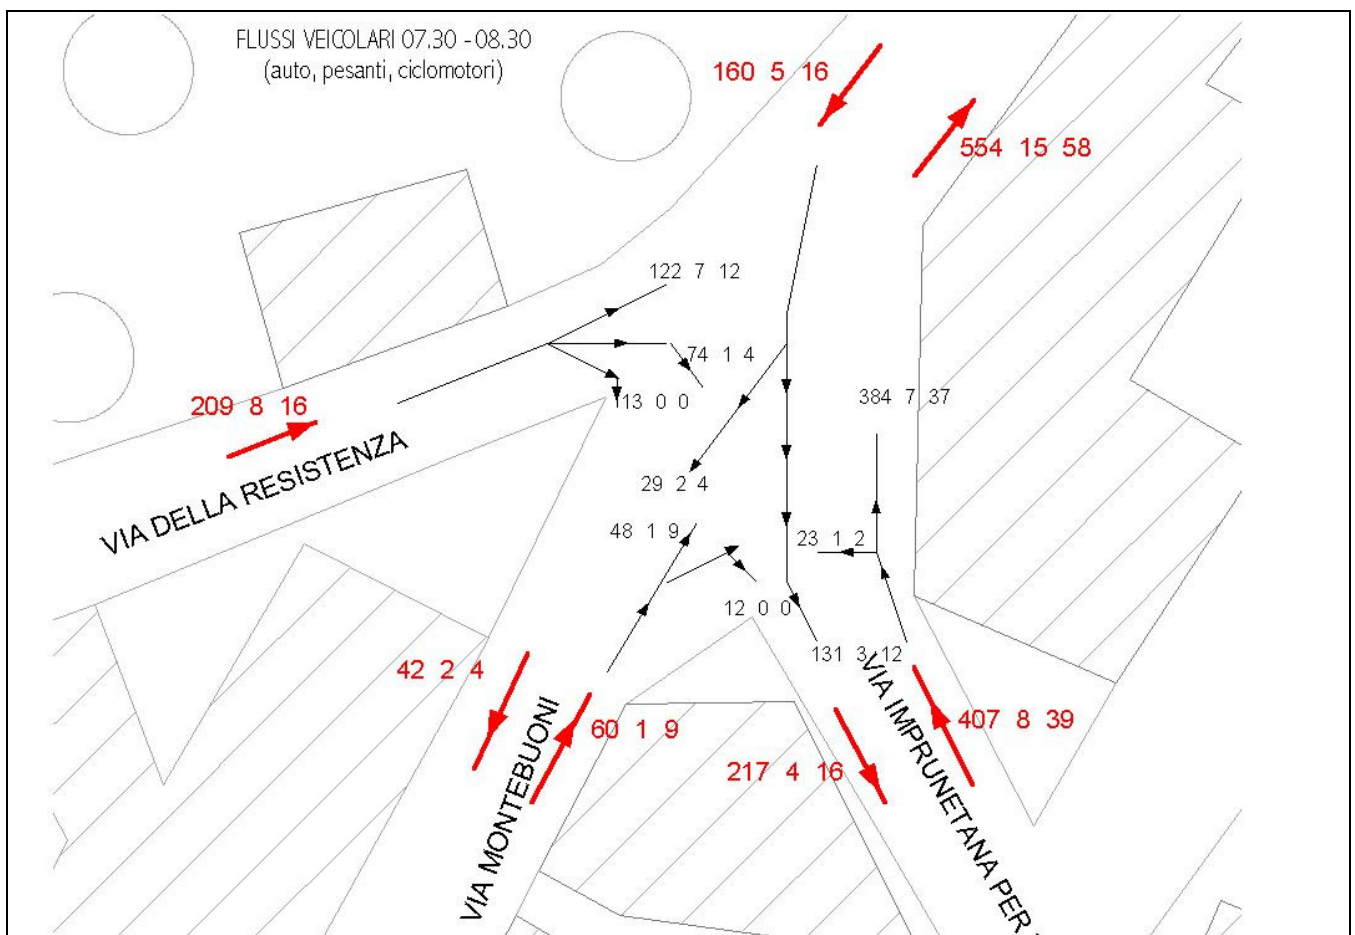 FLUSSI VEICOLARI 07.30 - 08.30
(auto, pesanti, ciclomotori)
160 5 16
554 15 58
122 7 12
74 1 4
384 7 37
13 0 0
209 8 16
VIA DELLA RESISTENZA
29 2 4
48 1 9
23 1 2
12 0 0
131 3 12
42 2 4
60 1 9
217 4 16
407 8 39
VIA MONTEBUONI
VIA IMPRUNETANA PER